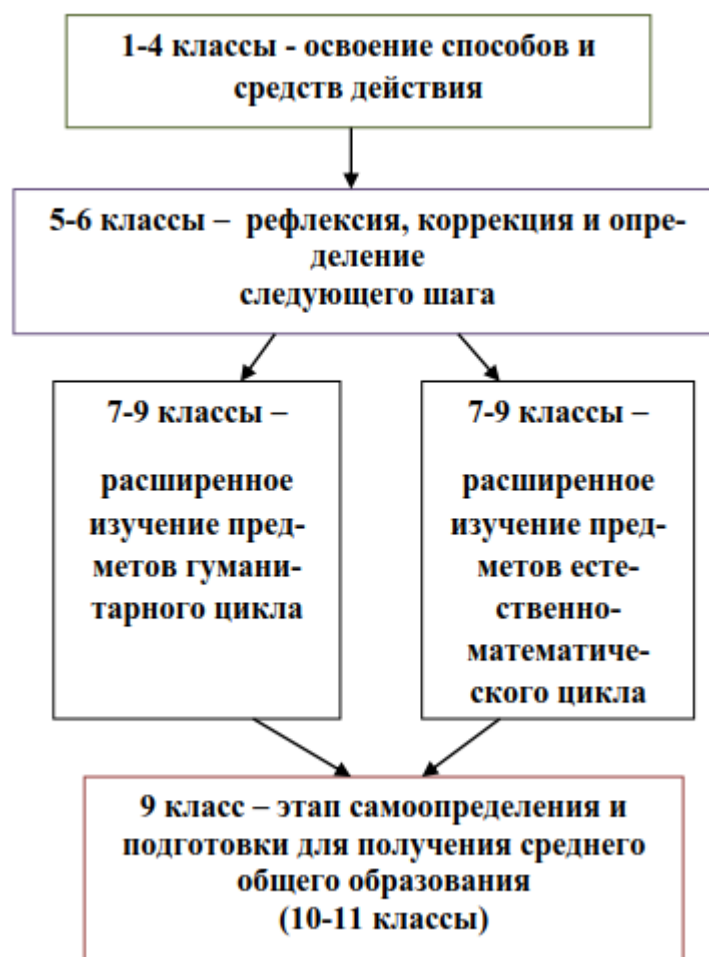 1-4 классы - освоение способов и
средств действия
5-6 классы – рефлексия, коррекция и опре-
деление
следующего шага
7-9 классы –
расширенное
изучение пред-
метов гумани-
тарного цикла
7-9 классы –
расширенное
изучение пред-
метов есте-
ственно-
математиче-
ского цикла
9 класс – этап самоопределения и
подготовки для получения среднего
общего образования
(10-11 классы)